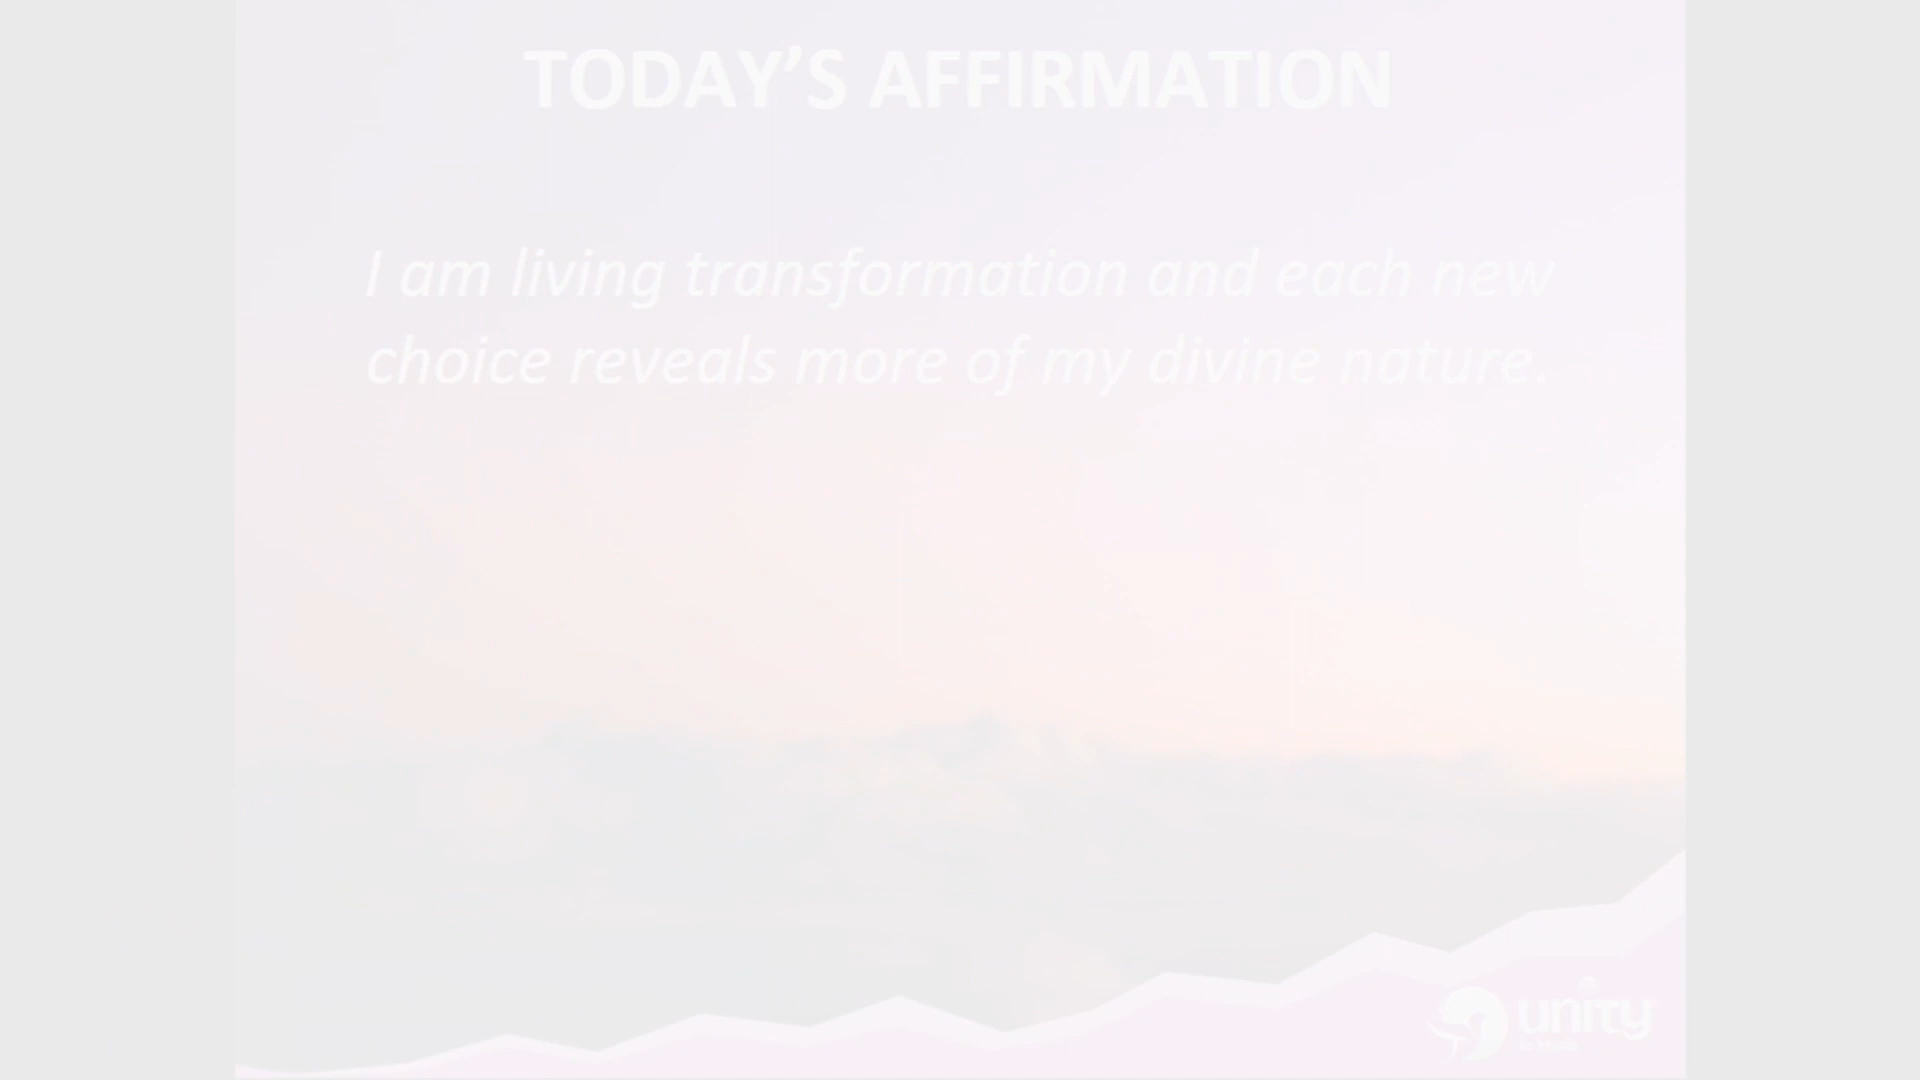 TODAY’S AFFIRMATION
I am living transformation and each new
choice reveals more of my divine nature.
unity